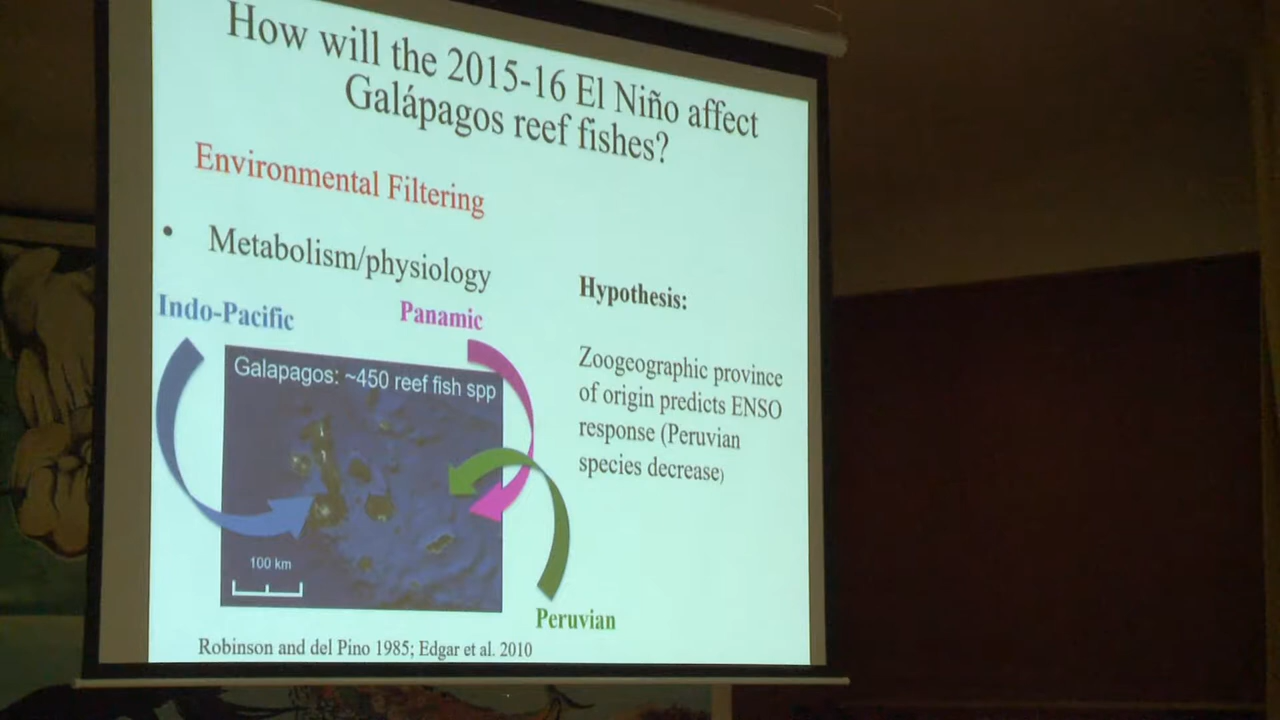 How will the 2015-16 El Niño affect
Galápagos reef fishes?
Environmental Filtering
• Metabolism/physiology
Indo-Pacific
Panamic
Galapagos: ~450 reef fish spp
100 km
Peruvian
Hypothesis:
Zoogeographic province
of origin predicts ENSO
response (Peruvian
species decrease)
Robinson and del Pino 1985; Edgar et al. 2010